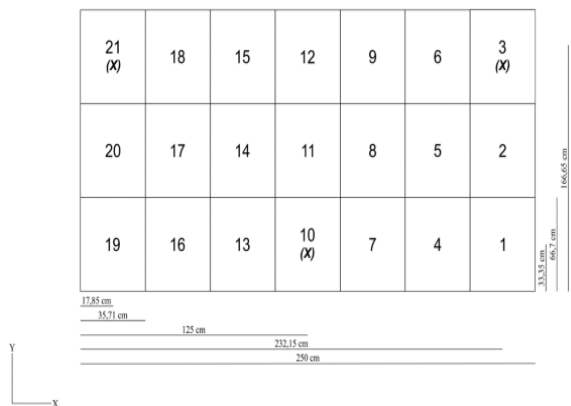 21 18 15 12 9 6 3
(X) (X)
20 17 14 11 8 5 2
19 16 13 10 7 4 1
(X)
166,65 cm
66,7 cm
33,35 cm
17,85 cm
35,71 cm
125 cm
232,15 cm
250 cm
Y
X